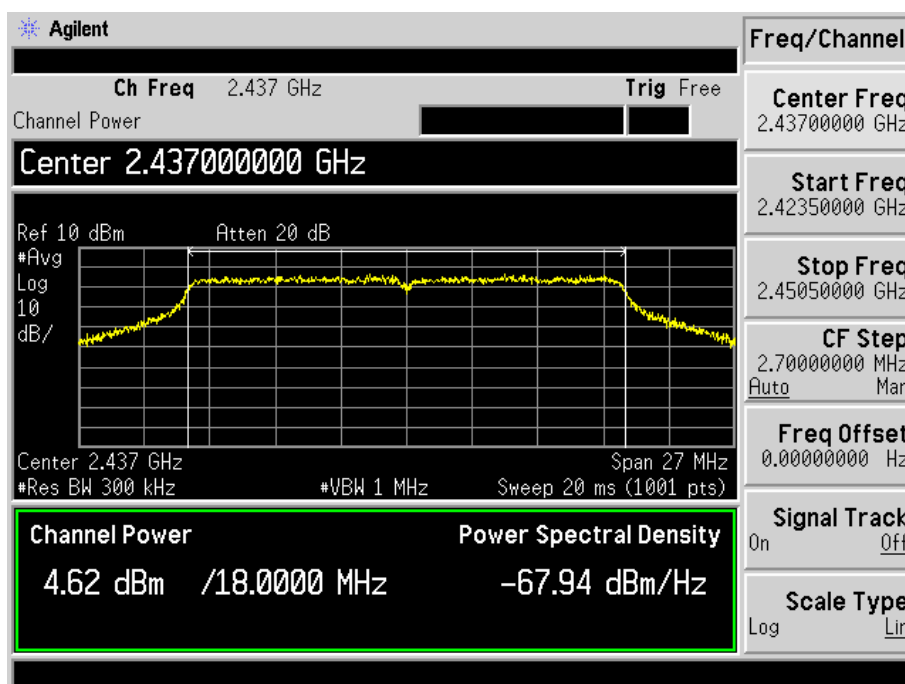 Agilent
Freq/Channel
Ch Freq 2.437 GHz Trig Free
Channel Power
Center 2.437000000 GHz
Ref 10 dBm Atten 20 dB
#Avg
Log
10
dB/
Center 2.437 GHz Span 27 MHz
#Res BW 300 kHz #VBW 1 MHz Sweep 20 ms (1001 pts)
Channel Power Power Spectral Density
4.62 dBm /18.0000 MHz -67.94 dBm/Hz
Center Freq
2.43700000 GHz
Start Freq
2.42350000 GHz
Stop Freq
2.45050000 GHz
CF Step
2.70000000 MHz
Auto Man
Freq Offset
0.00000000 Hz
Signal Track
On Off
Scale Type
Log Lin